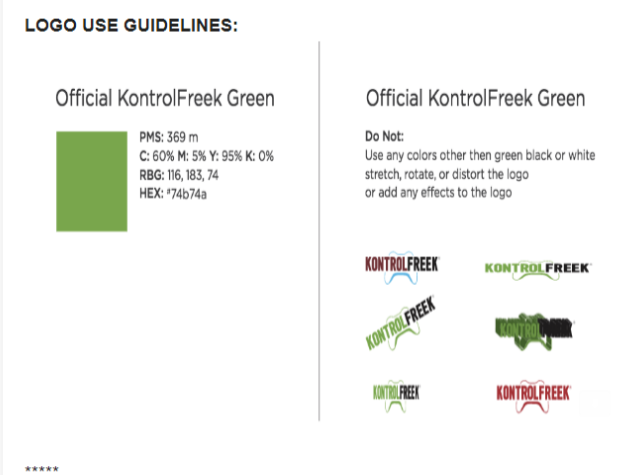 LOGO USE GUIDELINES:
Official KontrolFreek Green
PMS: 369 m
C: 60% M: 5% Y: 95% K: 0%
RBG: 116, 183, 74
HEX: #74b74a
Official KontrolFreek Green
Do Not:
Use any colors other then green black or white
stretch, rotate, or distort the logo
or add any effects to the logo
KONTROLFREEK
KONTROLFREEK
KONTROLFREEK
KONTROLFREEK
KONTROLFREEK
KONTROLFREEK
*****